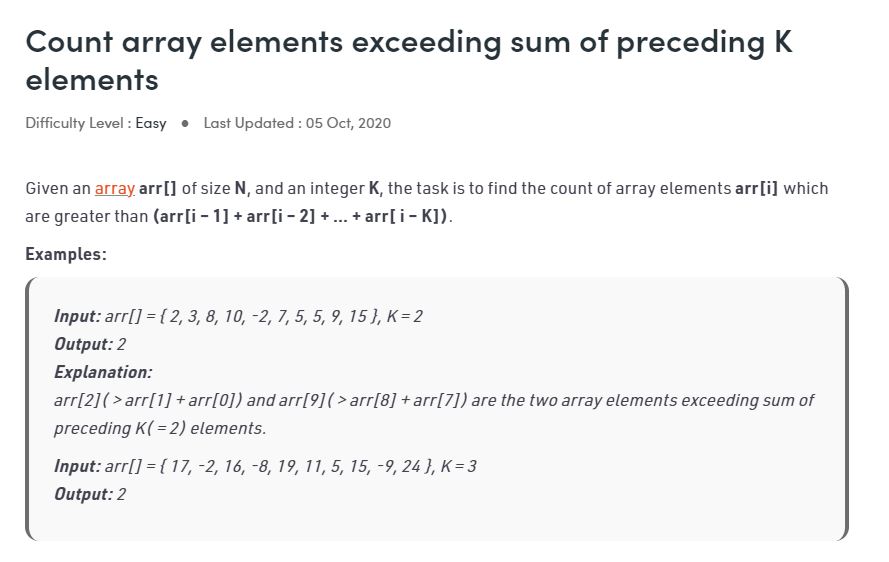 Count array elements exceeding sum of preceding K
elements
Difficulty Level : Easy ● Last Updated : 05 Oct, 2020
Given an array arr[] of size N, and an integer K, the task is to find the count of array elements arr[i] which
are greater than (arr[i – 1] + arr[i – 2] + … + arr[ i – K]).
Examples:
Input: arr[] = { 2, 3, 8, 10, -2, 7, 5, 5, 9, 15 }, K = 2
Output: 2
Explanation:
arr[2] ( > arr[1] + arr[0]) and arr[9] ( > arr[8] + arr[7]) are the two array elements exceeding sum of
preceding K( = 2) elements.
Input: arr[] = { 17, -2, 16, -8, 19, 11, 5, 15, -9, 24 }, K = 3
Output: 2